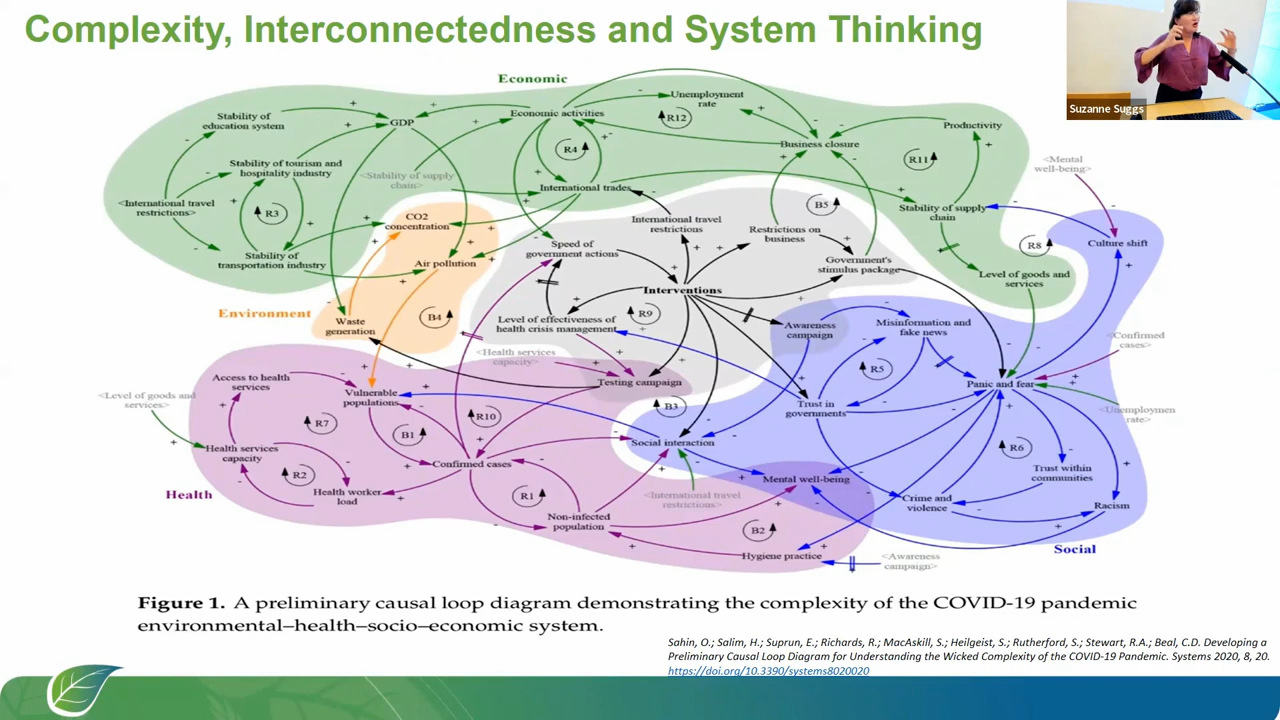 Complexity, Interconnectedness and System Thinking
Suzanne Suggs
Economic
Stability of
education system
GDP
Economic activities
Unemployment
rate
R12
Business closure
Productivity
R11
R4
Stability of tourism and
hospitality industry
<Stability of supply
chain>
International trades
<Mental
well-being>
<International travel
restrictions>
R3
Stability of
transportation industry
CO2
concentration
Air pollution
International travel
restrictions
B5
Restrictions on
business
Stability of supply
chain
R8
Culture shift
Speed of
government actions
Government's
stimulus package
Level of goods and
services
Interventions
Environment
Waste
generation
B4
Level of effectiveness of
health crisis management
R9
Awareness
campaign
Misinformation and
fake news
<Confirmed
cases>
<Health services
capacity>
Testing campaign
R5
Panic and fear
Access to health
services
Vulnerable
populations
<Level of goods and
services>
R7
B1
R10
B3
Trust in
governments
<Unemploymen
rate>
Health services
capacity
R2
Confirmed cases
Social interaction
R6
Health
Health worker
load
R1
Non-infected
population
<International travel
restrictions>
Mental well-being
Trust within
communities
Crime and
violence
Racism
B2
Hygiene practice
<Awareness
campaign>
Social
Figure 1. A preliminary causal loop diagram demonstrating the complexity of the COVID-19 pandemic
environmental–health–socio–economic system.
Sahin, O.; Salim, H.; Suprun, E.; Richards, R.; MacAskill, S.; Heilgeist, S.; Rutherford, S.; Stewart, R.A.; Beal, C.D. Developing a
Preliminary Causal Loop Diagram for Understanding the Wicked Complexity of the COVID-19 Pandemic. Systems 2020, 8, 20.
https://doi.org/10.3390/systems8020020